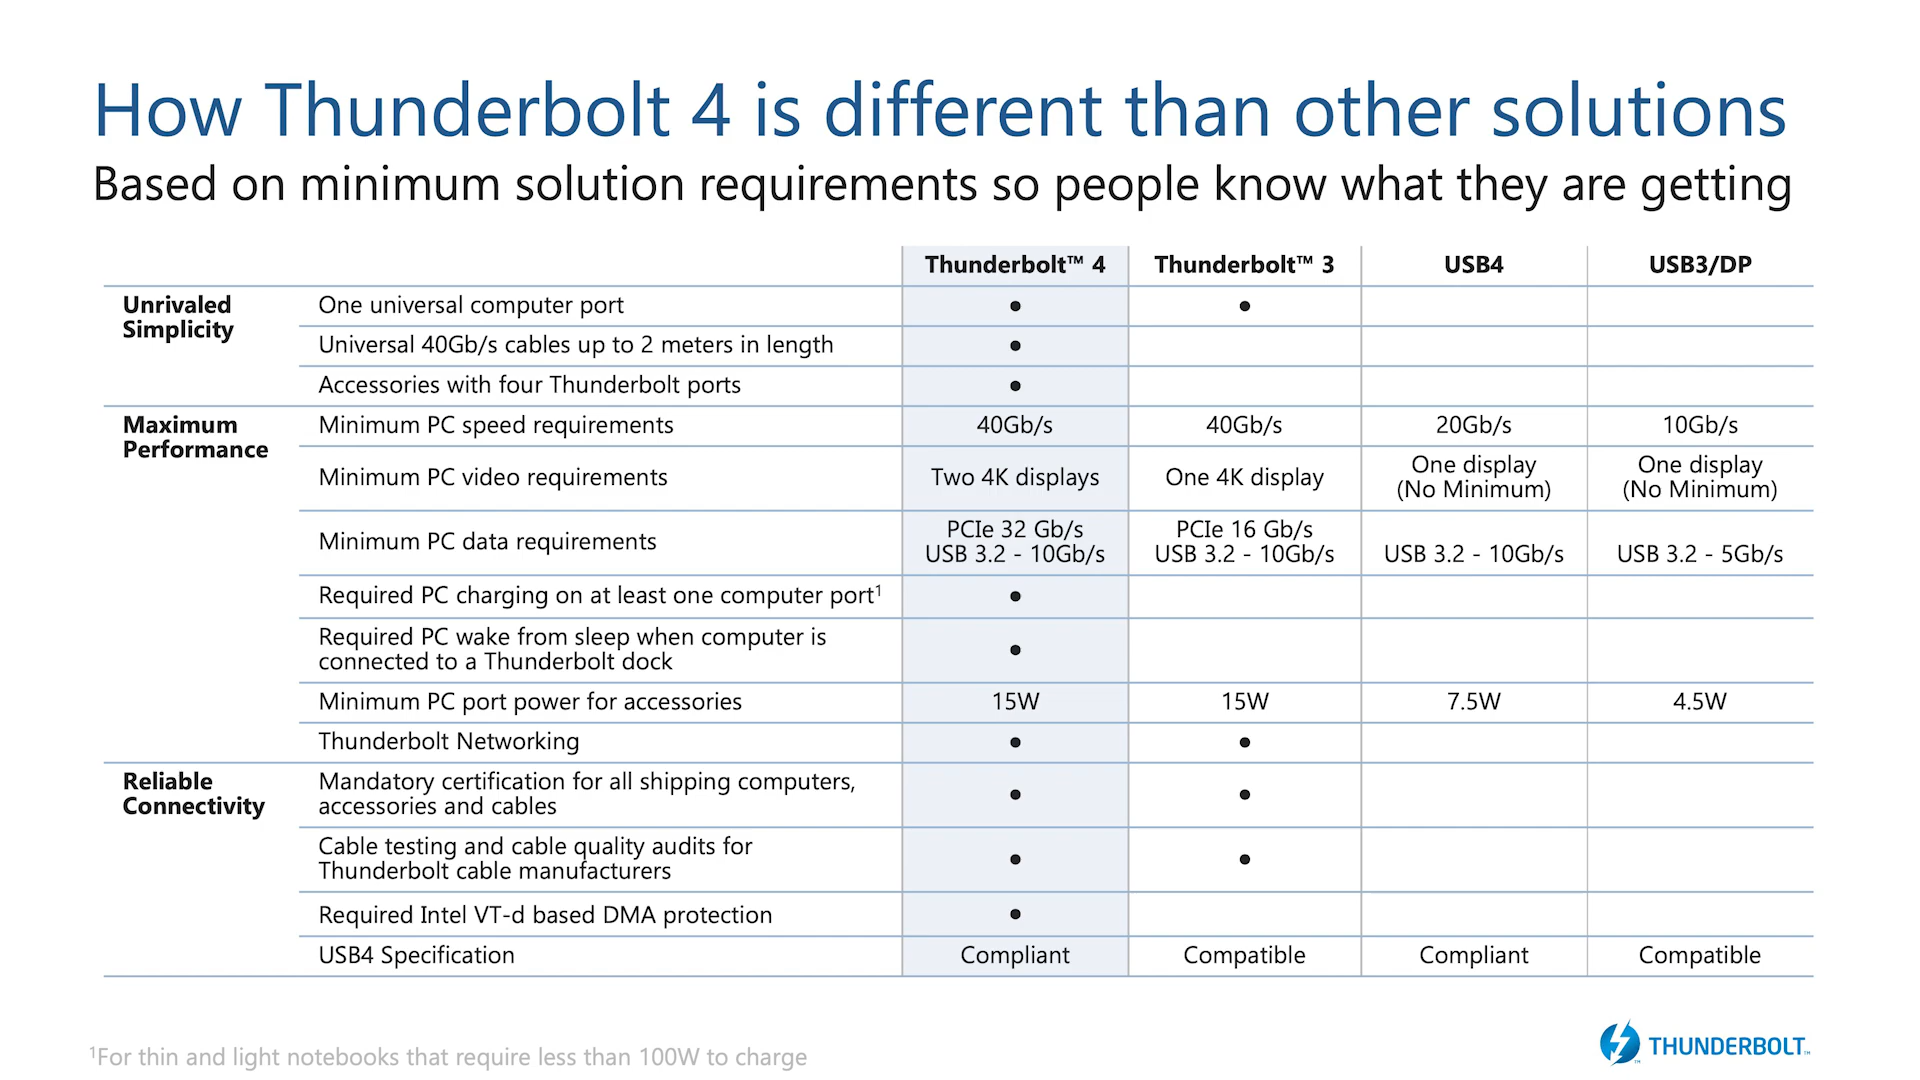 How Thunderbolt 4 is different than other solutions
Based on minimum solution requirements so people know what they are getting
Thunderbolt™ 4 Thunderbolt™ 3 USB4 USB3/DP
Unrivaled
Simplicity
One universal computer port • •
Universal 40Gb/s cables up to 2 meters in length •
Accessories with four Thunderbolt ports •
Maximum
Performance
Minimum PC speed requirements 40Gb/s 40Gb/s 20Gb/s 10Gb/s
Minimum PC video requirements Two 4K displays One 4K display One display
(No Minimum) One display
(No Minimum)
Minimum PC data requirements PCIe 32 Gb/s
USB 3.2 - 10Gb/s PCIe 16 Gb/s
USB 3.2 - 10Gb/s USB 3.2 - 10Gb/s USB 3.2 - 5Gb/s
Required PC charging on at least one computer port¹ •
Required PC wake from sleep when computer is
connected to a Thunderbolt dock •
Minimum PC port power for accessories 15W 15W 7.5W 4.5W
Thunderbolt Networking • •
Reliable
Connectivity
Mandatory certification for all shipping computers,
accessories and cables • •
Cable testing and cable quality audits for
Thunderbolt cable manufacturers • •
Required Intel VT-d based DMA protection •
USB4 Specification Compliant Compatible Compliant Compatible
¹For thin and light notebooks that require less than 100W to charge
THUNDERBOLT™